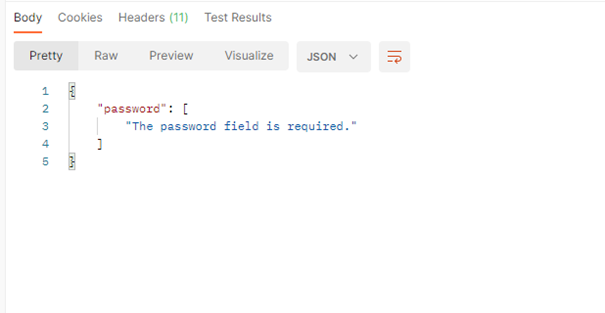 Body Cookies Headers (11) Test Results
Pretty Raw Preview Visualize JSON
1 {
2 "password": [
3 "The password field is required."
4 ]
5 }